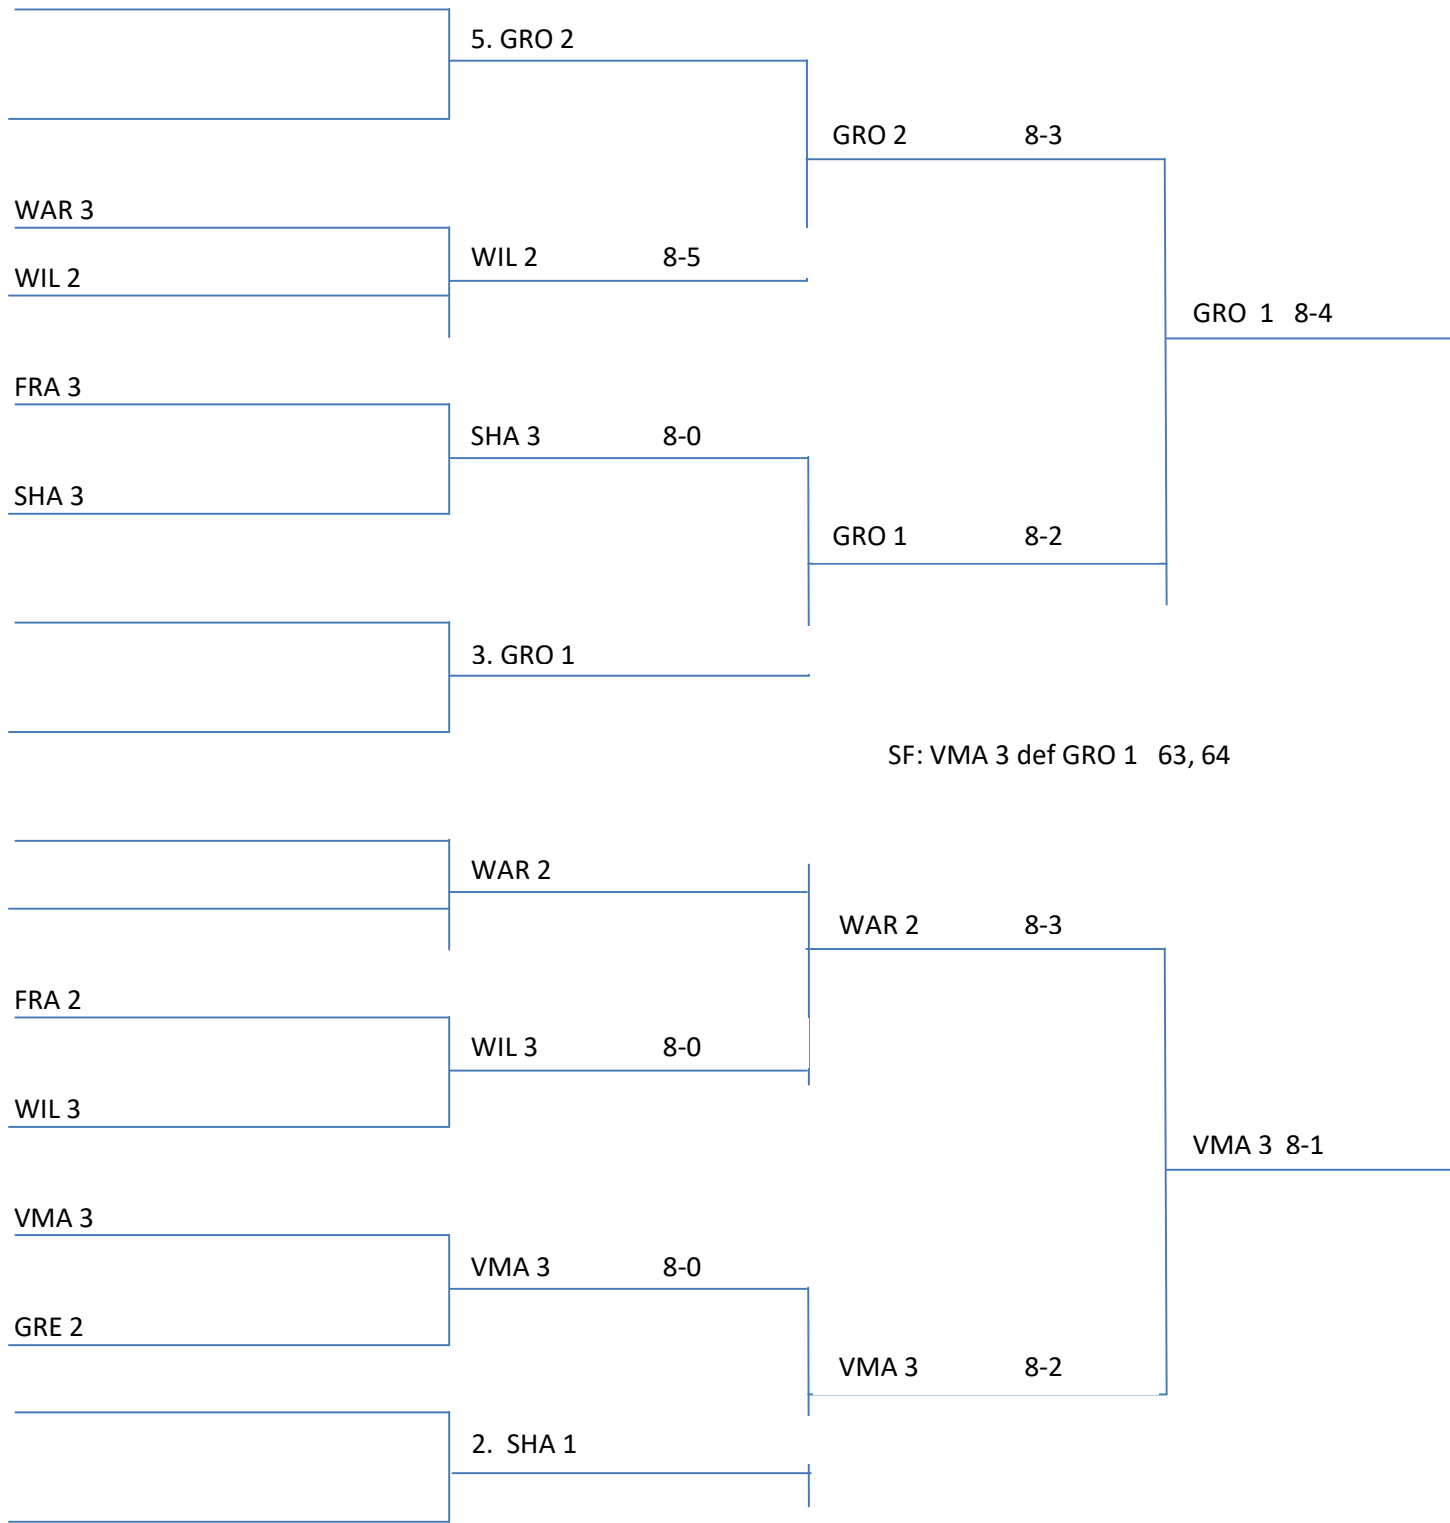 5. GRO 2
GRO 2 8-3
WAR 3
WIL 2 8-5
WIL 2
GRO 1 8-4
FRA 3
SHA 3 8-0
SHA 3
GRO 1 8-2
3. GRO 1
SF: VMA 3 def GRO 1 63, 64
WAR 2
WAR 2 8-3
FRA 2
WIL 3 8-0
WIL 3
VMA 3 8-1
VMA 3
VMA 3 8-0
GRE 2
VMA 3 8-2
2. SHA 1